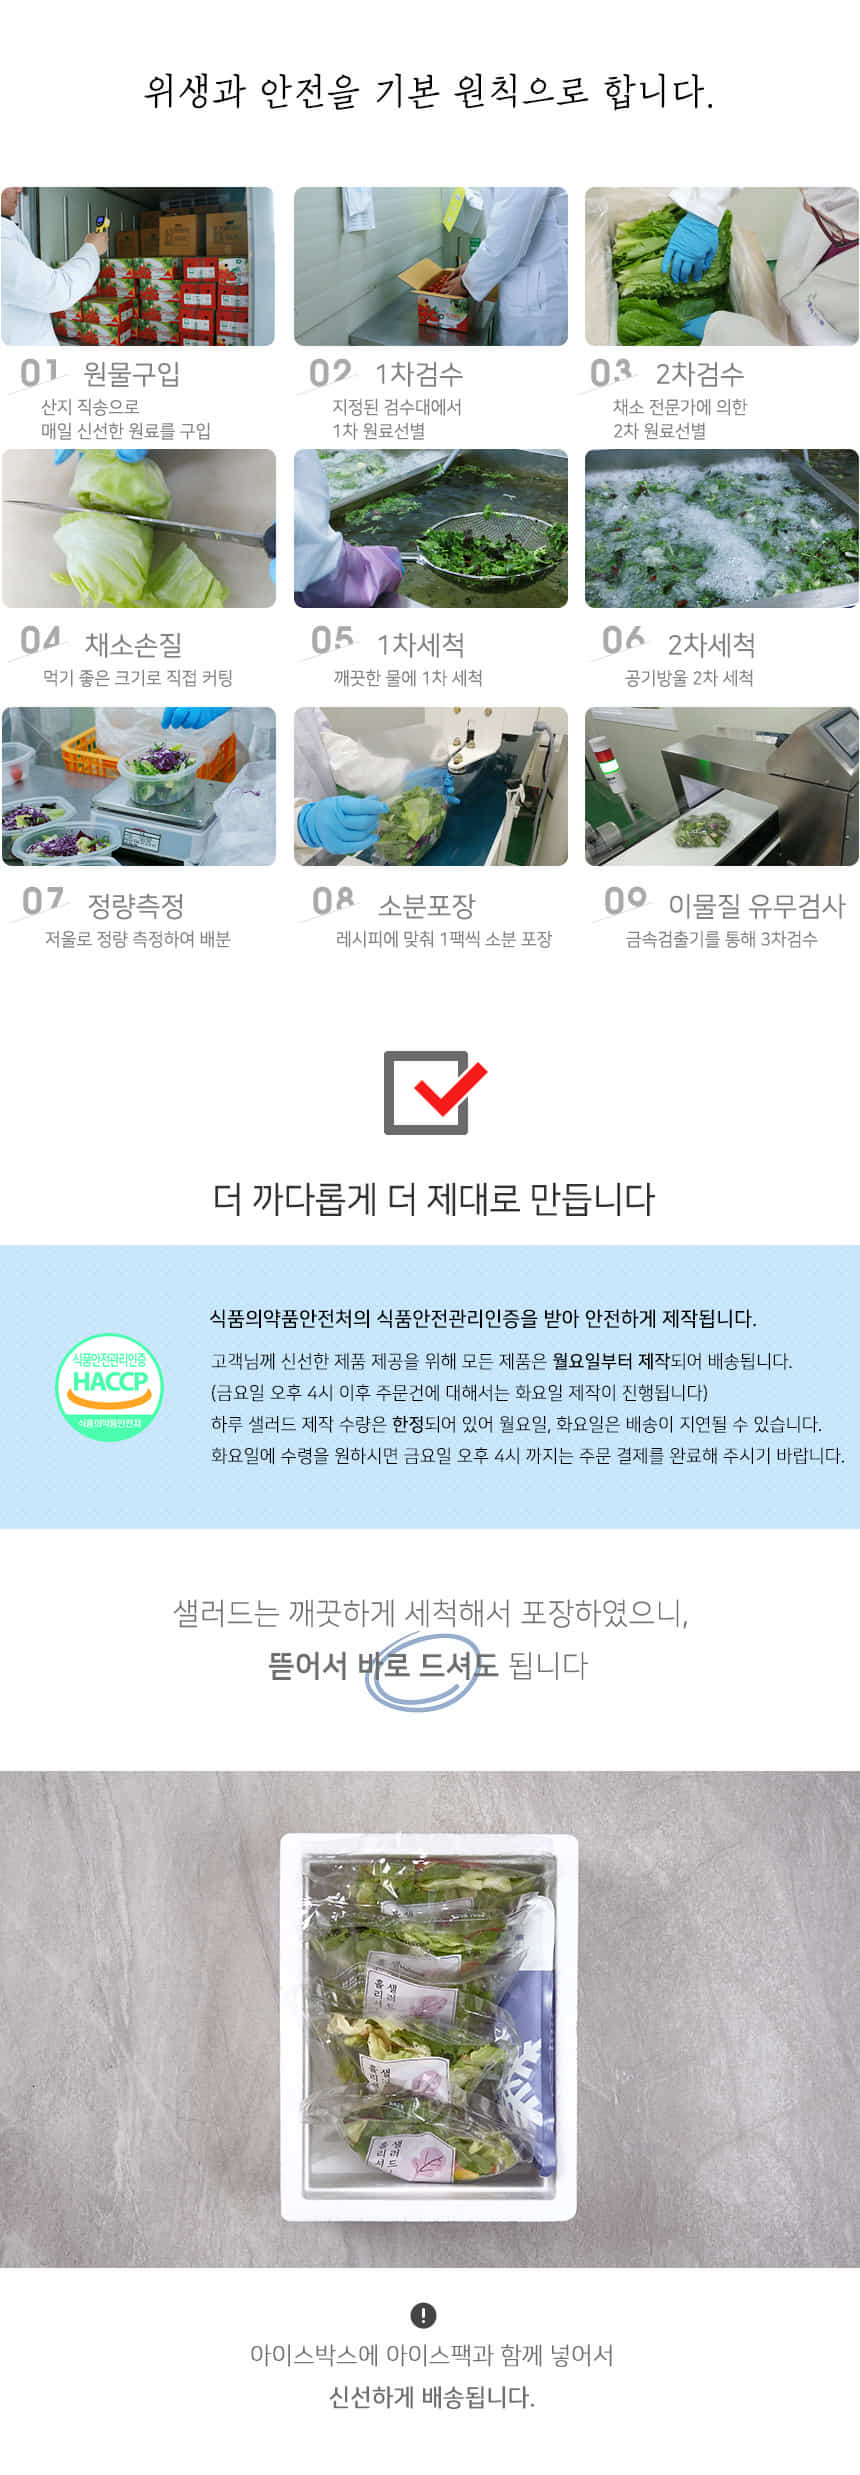 위생과 안전을 기본 원칙으로 합니다.
01 원물구입
산지 직송으로
매일 신선한 원료를 구입
02 1차검수
지정된 검수대에서
1차 원료선별
03 2차검수
채소 전문가에 의한
2차 원료선별
04 채소손질
먹기 좋은 크기로 직접 커팅
05 1차세척
깨끗한 물에 1차 세척
06 2차세척
공기방울 2차 세척
07 정량측정
저울로 정량 측정하여 배분
08 소분포장
레시피에 맞춰 1팩씩 소분 포장
09 이물질 유무검사
금속검출기를 통해 3차검수
더 까다롭게 더 제대로 만듭니다
식품안전관리인증
HACCP
식품의약품안전처
식품의약품안전처의 식품안전관리인증을 받아 안전하게 제작됩니다.
고객님께 신선한 제품 제공을 위해 모든 제품은 월요일부터 제작되어 배송됩니다.
(금요일 오후 4시 이후 주문건에 대해서는 화요일 제작이 진행됩니다)
하루 샐러드 제작 수량은 한정되어 있어 월요일, 화요일은 배송이 지연될 수 있습니다.
화요일에 수령을 원하시면 금요일 오후 4시 까지는 주문 결제를 완료해 주시기 바랍니다.
샐러드는 깨끗하게 세척해서 포장하였으니,
뜯어서 바로 드셔도 됩니다
아이스박스에 아이스팩과 함께 넣어서
신선하게 배송됩니다.